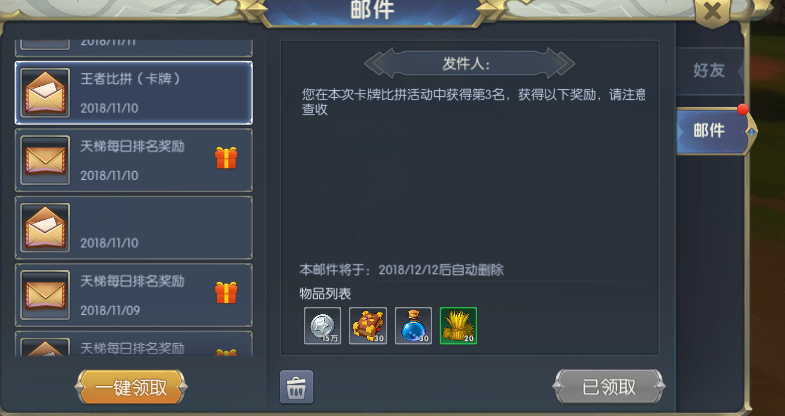 邮件
2018/11/11
王者比拼（卡牌）
2018/11/10
天梯每日排名奖励
2018/11/10
2018/11/10
天梯每日排名奖励
2018/11/09
天梯每日排名奖励
一键领取
发件人：
您在本次卡牌比拼活动中获得第3名，获得以下奖励，请注意
查收
本邮件将于：2018/12/12后自动删除
物品列表
15万
30
30
20
已领取
好友
邮件